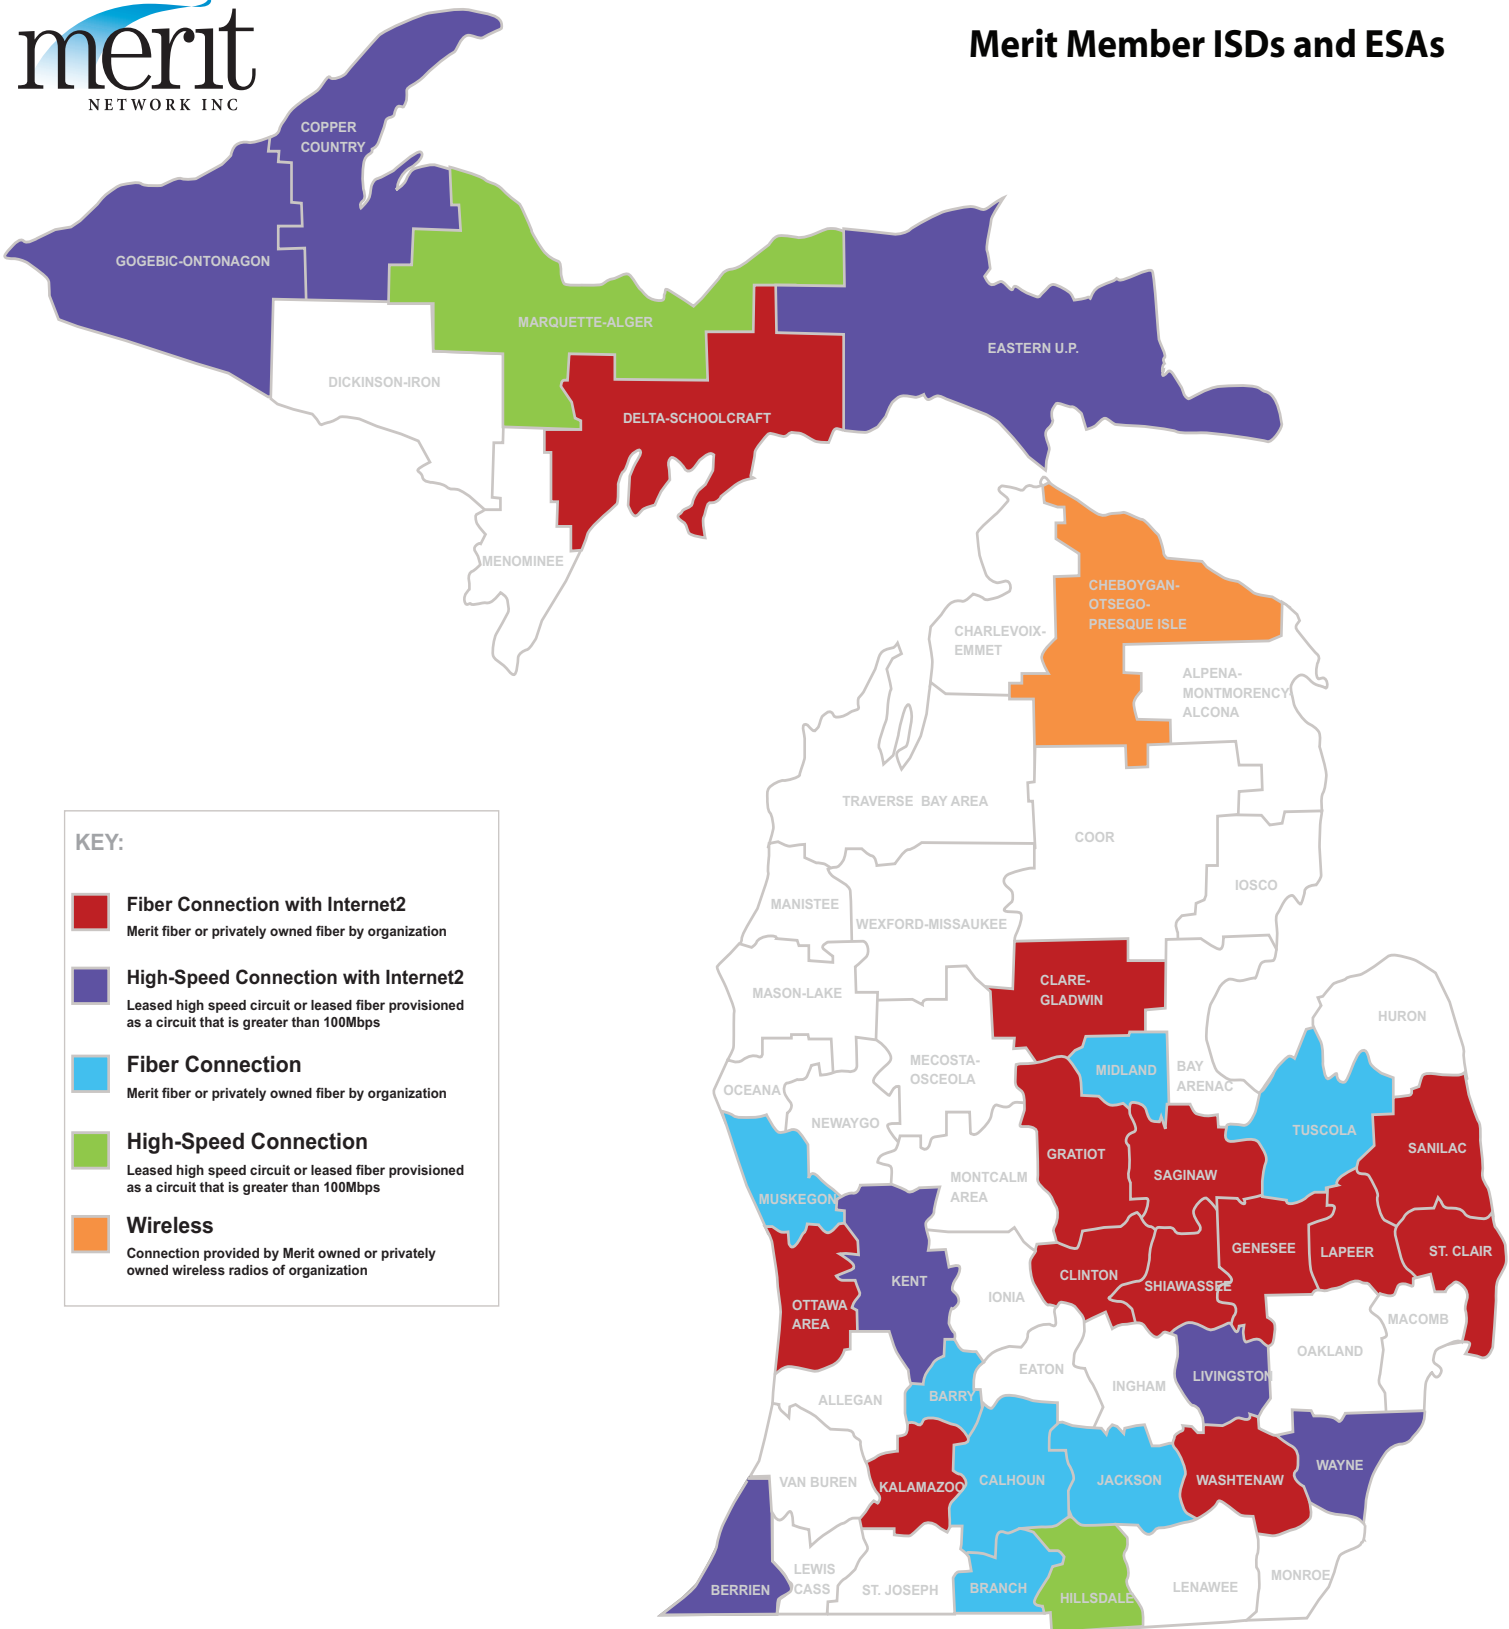 merit
NETWORK INC
Merit Member ISDs and ESAs
COPPER
COUNTRY
GOGEBIC-ONTONAGON
MARQUETTE-ALGER
EASTERN U.P.
DICKINSON-IRON
DELTA-SCHOOLCRAFT
MENOMINEE
CHEBOYGAN-
OTSEGO-
PRESQUE ISLE
CHARLEVOIX-
EMMET
ALPENA-
MONTMORENCY
ALCONA
TRAVERSE BAY AREA
COOR
IOSCO
MANISTEE
WEXFORD-MISSAUKEE
MASON-LAKE
CLARE-
GLADWIN
HURON
MECOSTA-
OSCEOLA
MIDLAND
BAY
ARENAC
OCEANA
NEWAYGO
TUSCOLA
SANILAC
GRATIOT
SAGINAW
MONTCALM
AREA
MUSKEGON
GENESEE
LAPEER
ST. CLAIR
CLINTON
SHIAWASSEE
KENT
IONIA
OTTAWA
AREA
MACOMB
OAKLAND
EATON
INGHAM
LIVINGSTON
ALLEGAN
BARRY
WAYNE
VAN BUREN
KALAMAZOO
CALHOUN
JACKSON
WASHTENAW
LEWIS
CASS
BERRIEN
ST. JOSEPH
BRANCH
HILLSDALE
LENAWEE
MONROE
KEY:
Fiber Connection with Internet2
Merit fiber or privately owned fiber by organization
High-Speed Connection with Internet2
Leased high speed circuit or leased fiber provisioned
as a circuit that is greater than 100Mbps
Fiber Connection
Merit fiber or privately owned fiber by organization
High-Speed Connection
Leased high speed circuit or leased fiber provisioned
as a circuit that is greater than 100Mbps
Wireless
Connection provided by Merit owned or privately
owned wireless radios of organization